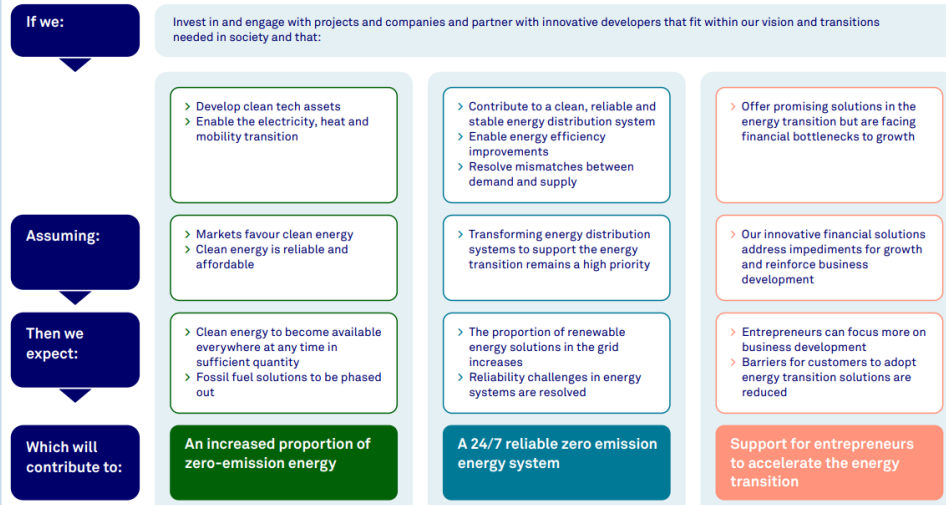 If we:
Invest in and engage with projects and companies and partner with innovative developers that fit within our vision and transitions
needed in society and that:
> Develop clean tech assets
> Enable the electricity, heat and
mobility transition
> Contribute to a clean, reliable and
stable energy distribution system
> Enable energy efficiency
improvements
> Resolve mismatches between
demand and supply
> Offer promising solutions in the
energy transition but are facing
financial bottlenecks to growth
Assuming:
> Markets favour clean energy
> Clean energy is reliable and
affordable
> Transforming energy distribution
systems to support the energy
transition remains a high priority
> Our innovative financial solutions
address impediments for growth
and reinforce business
development
Then we
expect:
> Clean energy to become available
everywhere at any time in
sufficient quantity
> Fossil fuel solutions to be phased
out
> The proportion of renewable
energy solutions in the grid
increases
> Reliability challenges in energy
systems are resolved
> Entrepreneurs can focus more on
business development
> Barriers for customers to adopt
energy transition solutions are
reduced
Which will
contribute to:
An increased proportion of
zero-emission energy
A 24/7 reliable zero emission
energy system
Support for entrepreneurs
to accelerate the energy
transition